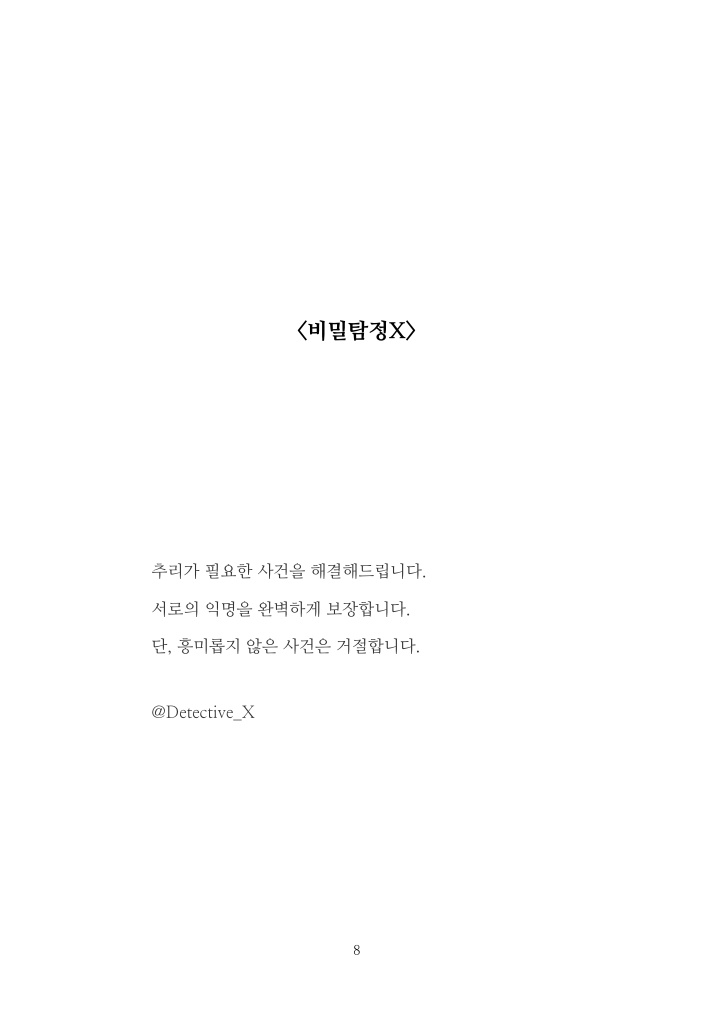 〈비밀탐정X〉
추리가 필요한 사건을 해결해드립니다.
서로의 익명을 완벽하게 보장합니다.
단, 흥미롭지 않은 사건은 거절합니다.
@Detective_X
8